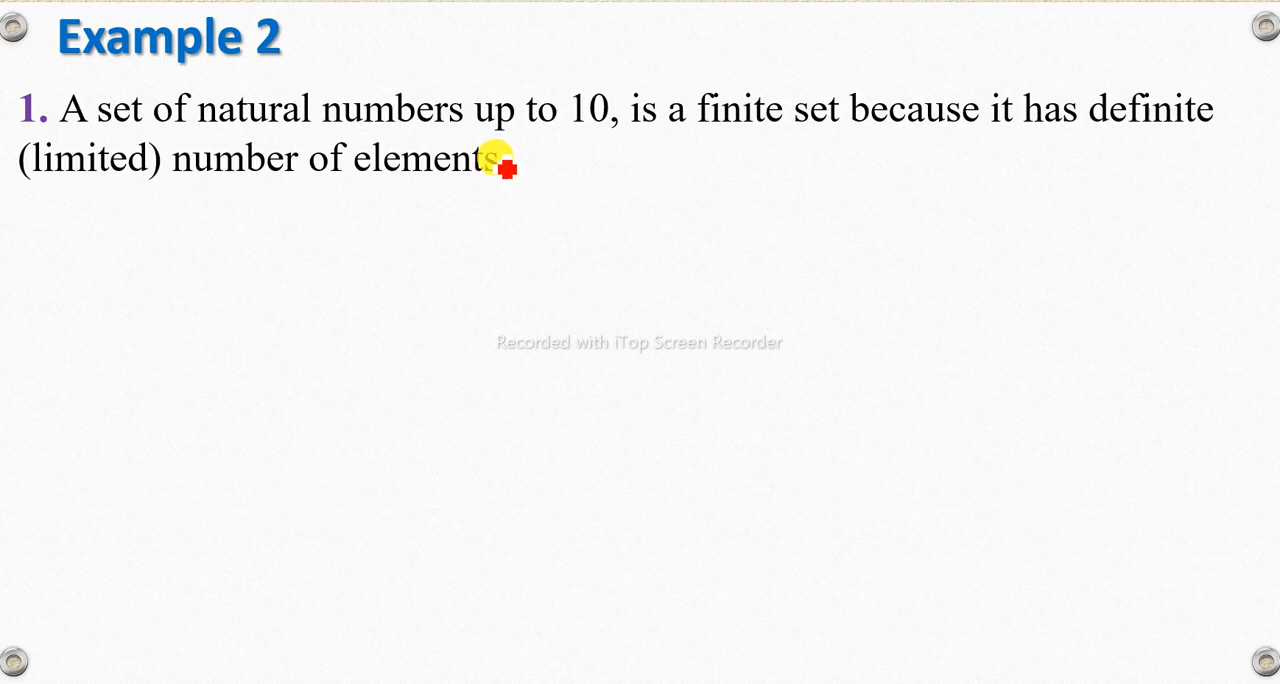 Example 2
1. A set of natural numbers up to 10, is a finite set because it has definite
(limited) number of elements
Recorded with iTop Screen Recorder